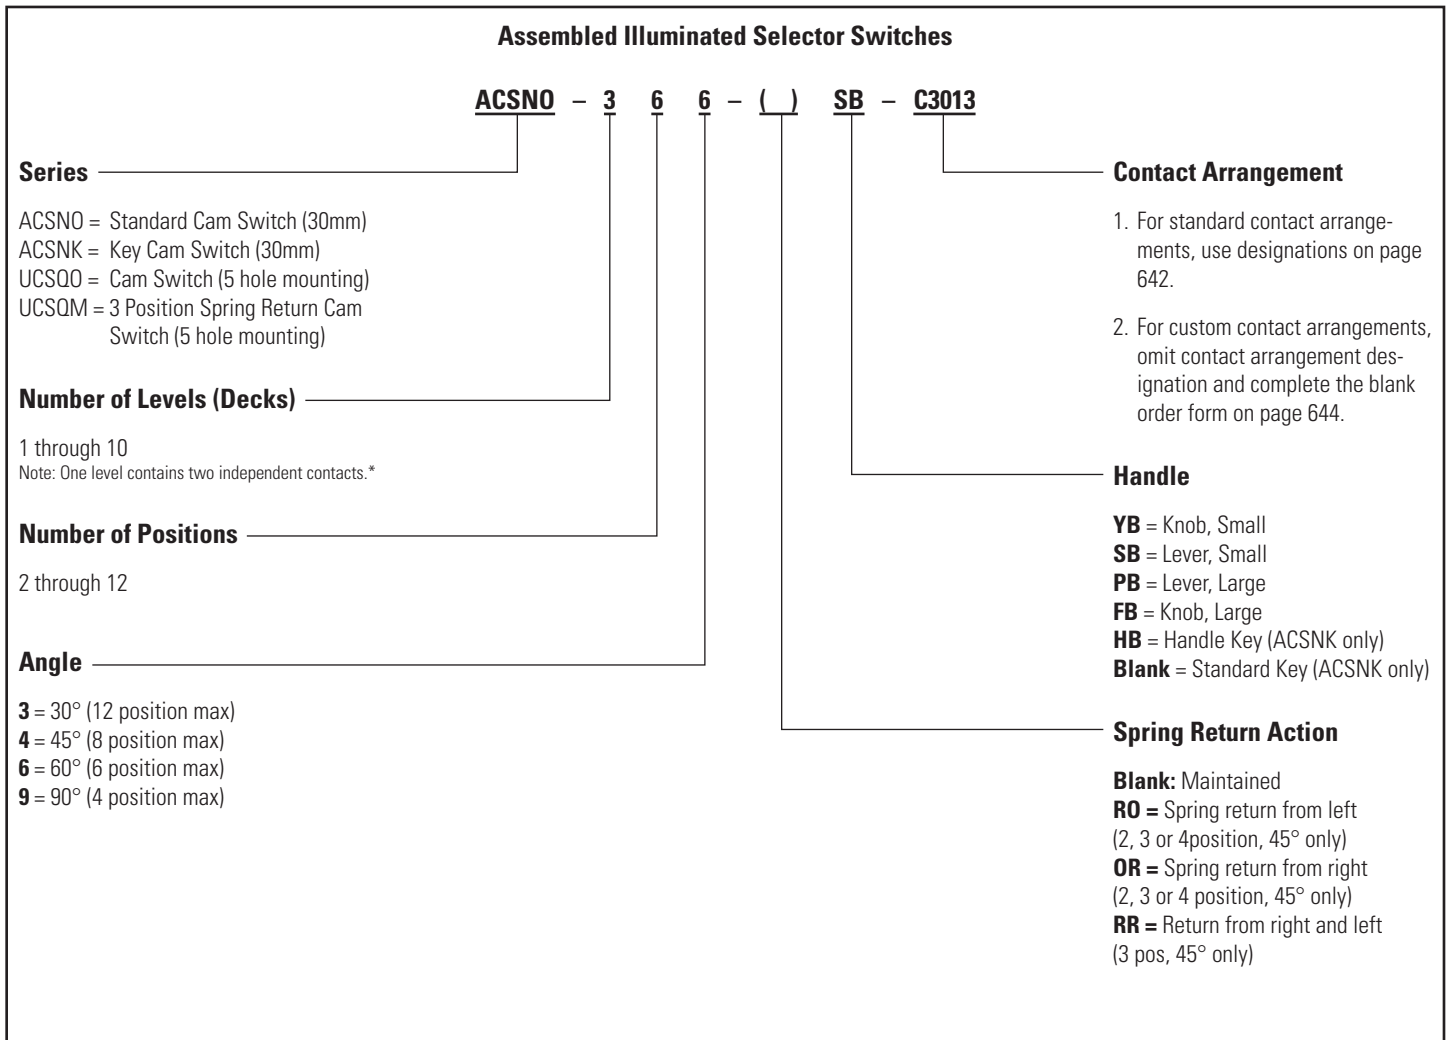 Assembled Illuminated Selector Switches
ACSNO – 3 6 6 – ( ) SB – C3013
Series
ACSNO = Standard Cam Switch (30mm)
ACSNK = Key Cam Switch (30mm)
UCSQO = Cam Switch (5 hole mounting)
UCSQM = 3 Position Spring Return Cam
Switch (5 hole mounting)
Number of Levels (Decks)
1 through 10
Note: One level contains two independent contacts.*
Number of Positions
2 through 12
Angle
3 = 30° (12 position max)
4 = 45° (8 position max)
6 = 60° (6 position max)
9 = 90° (4 position max)
Contact Arrangement
1. For standard contact arrange-
ments, use designations on page
642.
2. For custom contact arrangements,
omit contact arrangement des-
ignation and complete the blank
order form on page 644.
Handle
YB = Knob, Small
SB = Lever, Small
PB = Lever, Large
FB = Knob, Large
HB = Handle Key (ACSNK only)
Blank = Standard Key (ACSNK only)
Spring Return Action
Blank: Maintained
RO = Spring return from left
(2, 3 or 4position, 45° only)
OR = Spring return from right
(2, 3 or 4 position, 45° only)
RR = Return from right and left
(3 pos, 45° only)